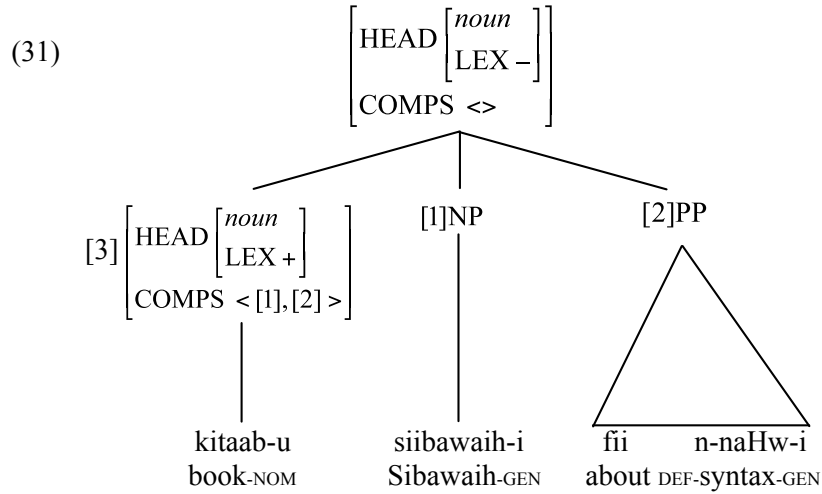 (31)
HEAD [noun
LEX –]
COMPS <>
[3] HEAD [noun
LEX +]
COMPS < [1], [2] >
[1]NP
[2]PP
kitaab-u siibawaih-i fii n-naHw-i
book-NOM Sibawaih-GEN about DEF-syntax-GEN